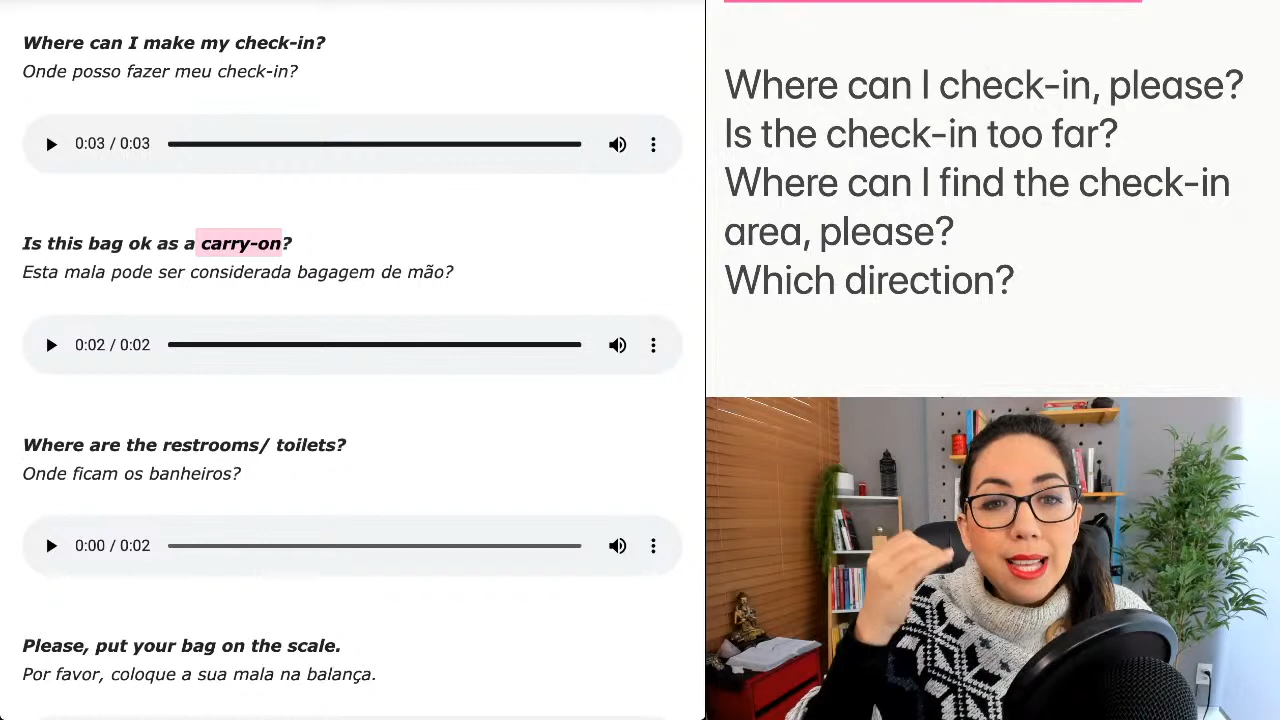 Where can I make my check-in?
Onde posso fazer meu check-in?
0:03 / 0:03
Is this bag ok as a carry-on?
Esta mala pode ser considerada bagagem de mão?
0:02 / 0:02
Where are the restrooms/ toilets?
Onde ficam os banheiros?
0:00 / 0:02
Please, put your bag on the scale.
Por favor, coloque a sua mala na balança.
Where can I check-in, please?
Is the check-in too far?
Where can I find the check-in
area, please?
Which direction?